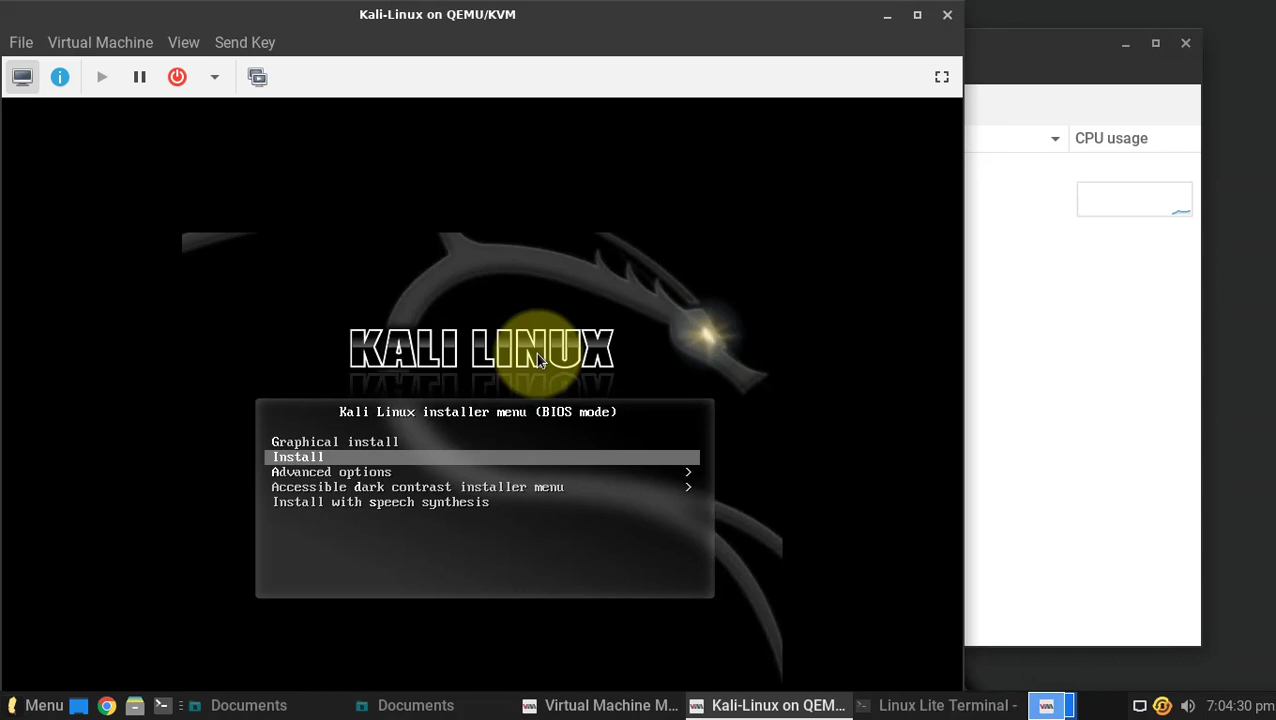 Kali-Linux on QEMU/KVM
File Virtual Machine View Send Key
CPU usage
KALI LINUX
Kali Linux installer menu (BIOS mode)
Graphical install
Install
Advanced options >
Accessible dark contrast installer menu >
Install with speech synthesis
Menu Documents Documents Virtual Machine M... Kali-Linux on QEM... Linux Lite Terminal - 7:04:30 pm